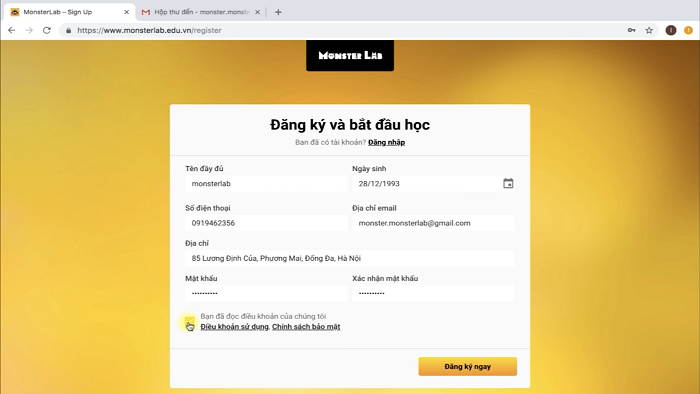 MonsterLab – Sign Up
Hộp thư đến - monster.monste
https://www.monsterlab.edu.vn/register
MONSTER LAB
Đăng ký và bắt đầu học
Bạn đã có tài khoản? Đăng nhập
Tên đầy đủ
Ngày sinh
monsterlab
28/12/1993
Số điện thoại
Địa chỉ email
0919462356
monster.monsterlab@gmail.com
Địa chỉ
85 Lương Định Của, Phương Mai, Đống Đa, Hà Nội
Mật khẩu
Xác nhận mật khẩu
••••••••••
••••••••••
Bạn đã đọc điều khoản của chúng tôi
Điều khoản sử dụng, Chính sách bảo mật
Đăng ký ngay